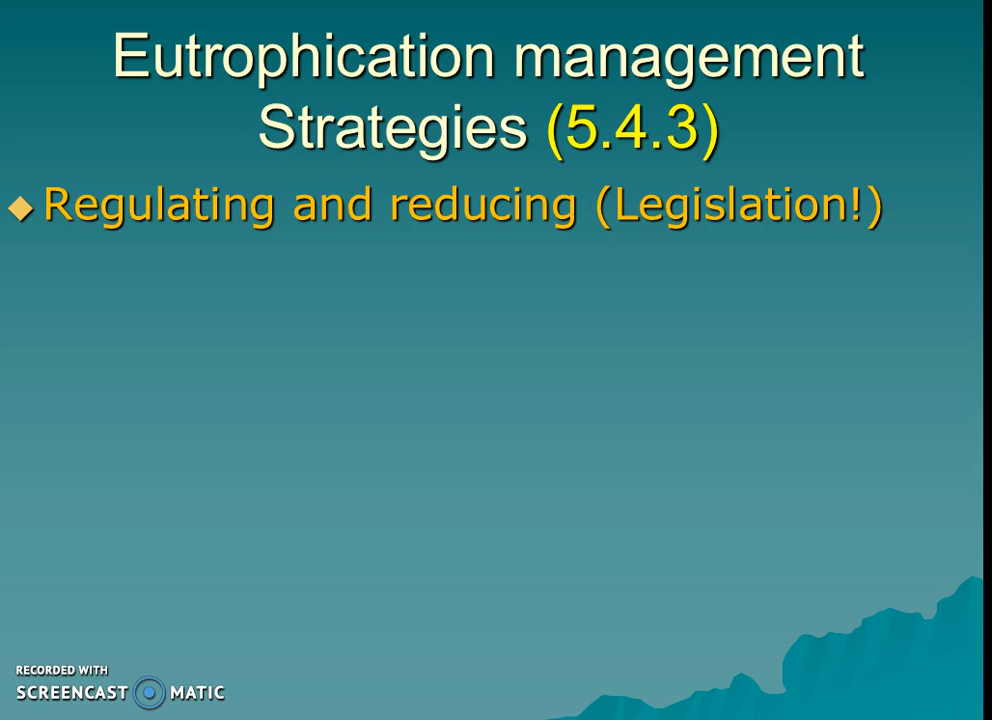 Eutrophication management
Strategies (5.4.3)
Regulating and reducing (Legislation!)
RECORDED WITH
SCREENCAST MATIC